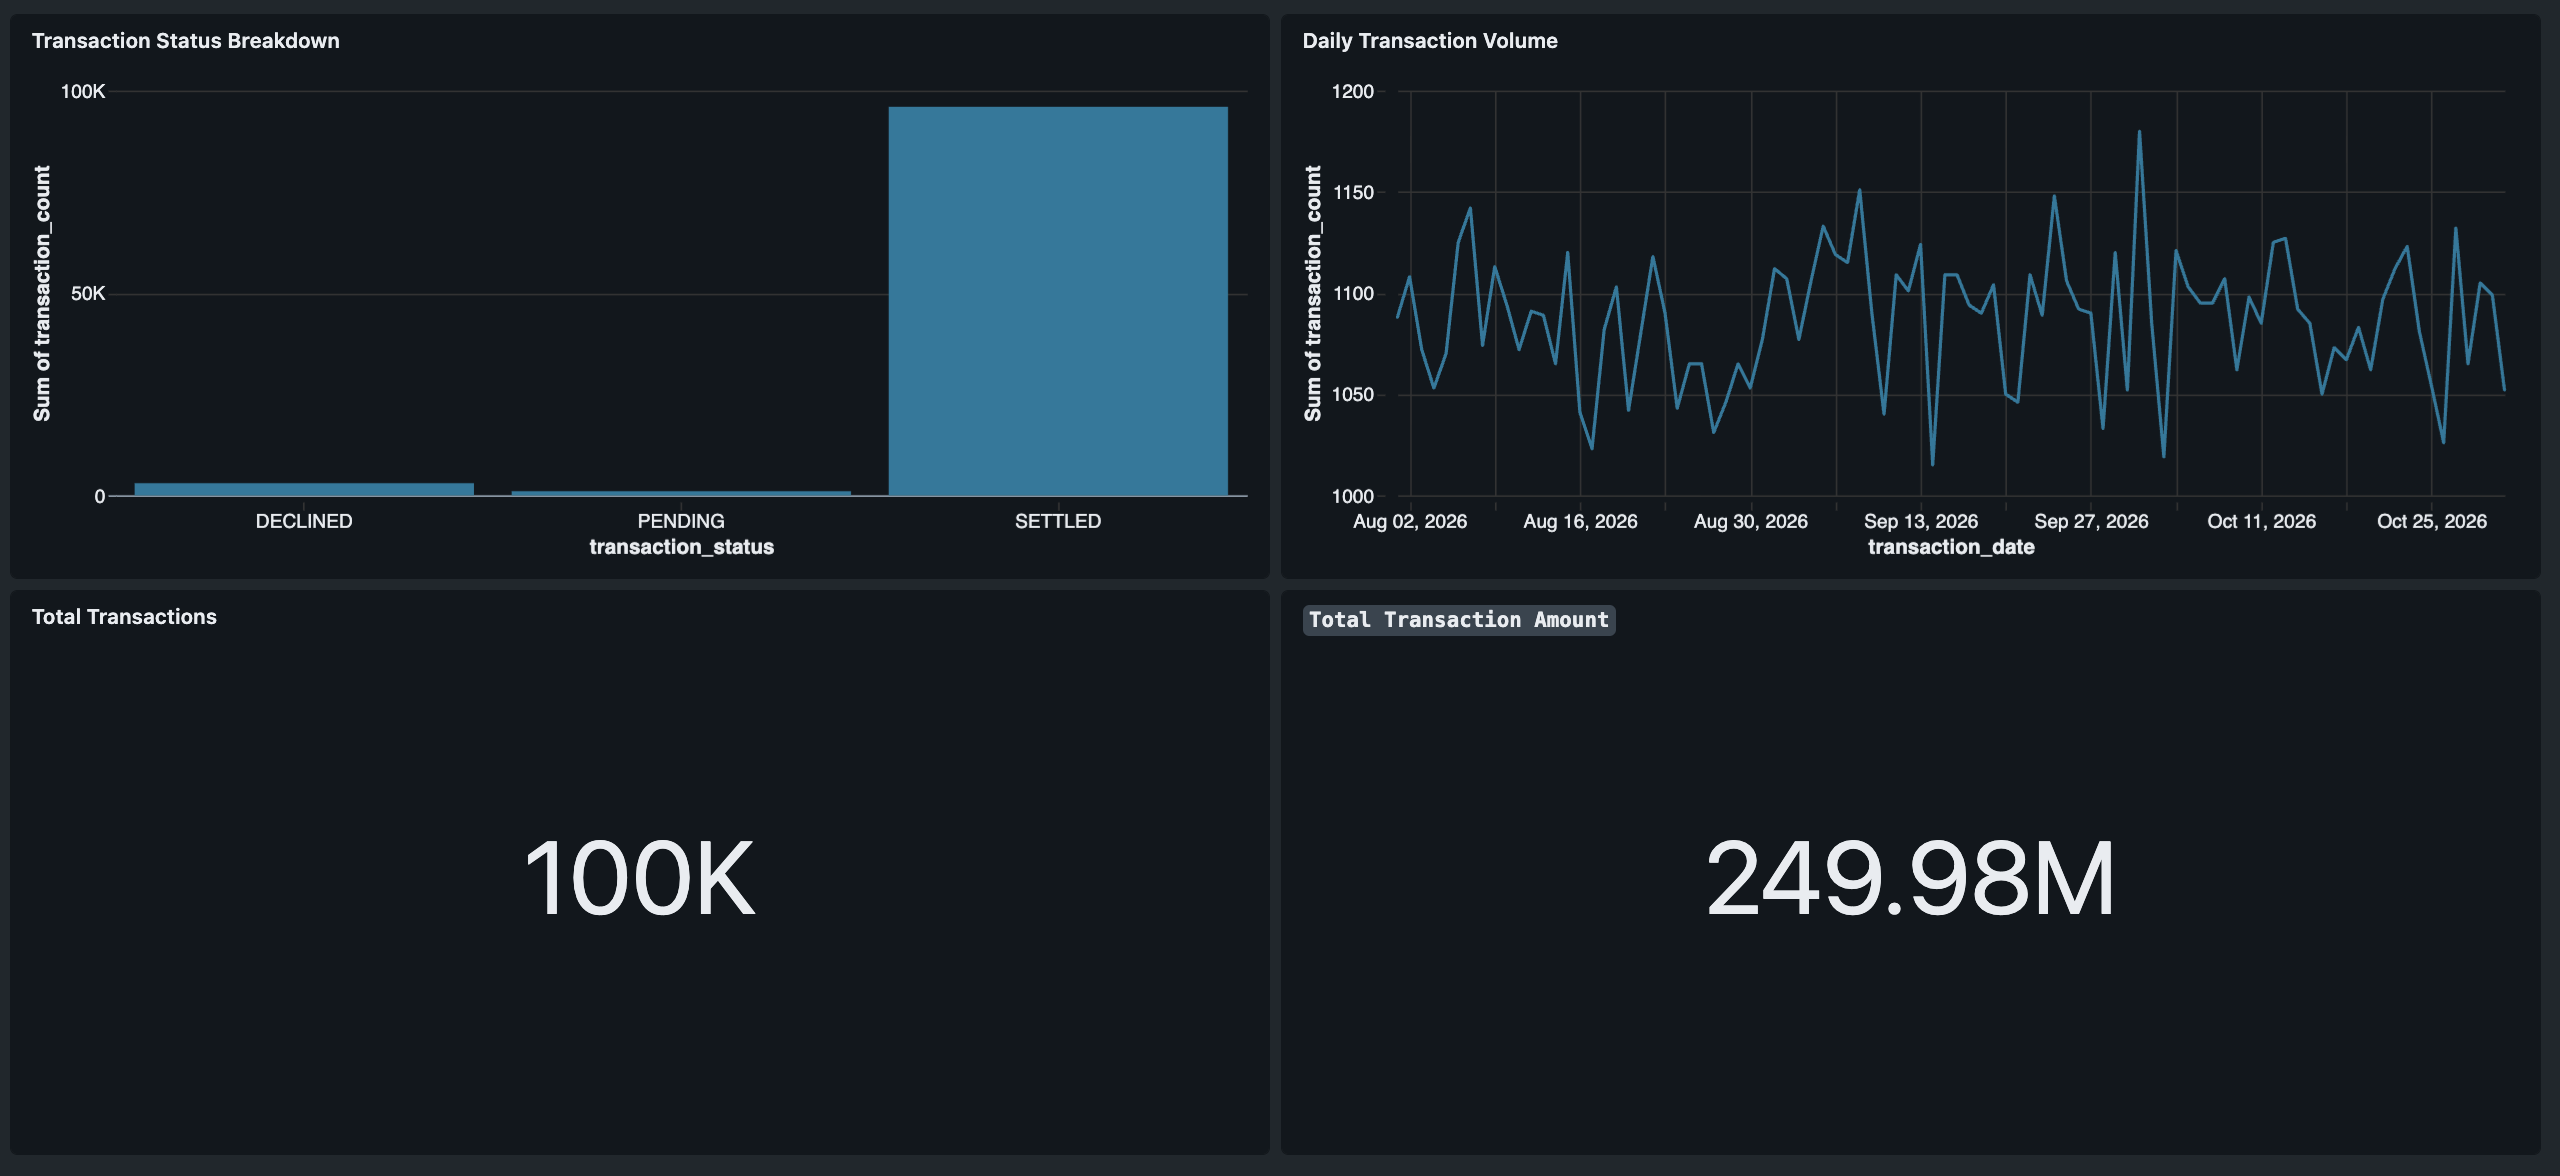 Transaction Status Breakdown
Sum of transaction_count
100K
50K
0
DECLINED PENDING SETTLED
transaction_status
Daily Transaction Volume
Sum of transaction_count
1200
1150
1100
1050
1000
Aug 02, 2026 Aug 16, 2026 Aug 30, 2026 Sep 13, 2026 Sep 27, 2026 Oct 11, 2026 Oct 25, 2026
transaction_date
Total Transactions
100K
Total Transaction Amount
249.98M